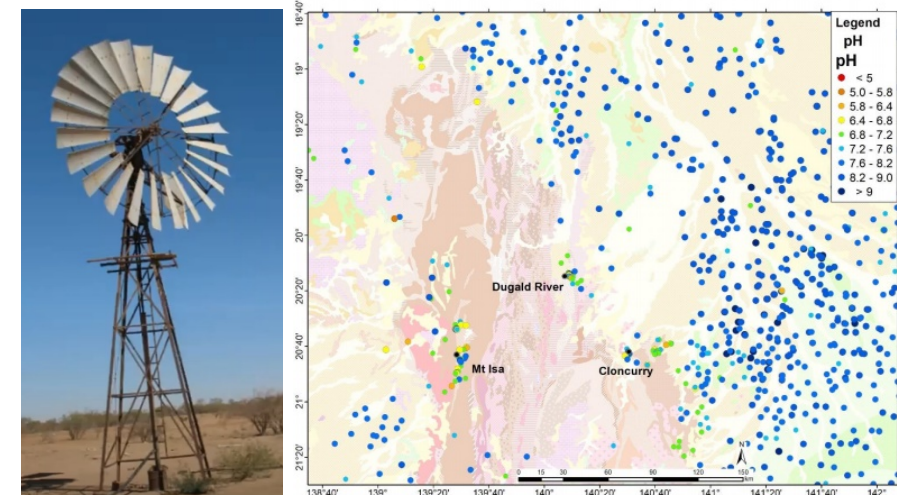 Legend
pH
pH
< 5
5.0 - 5.8
5.8 - 6.4
6.4 - 6.8
6.8 - 7.2
7.2 - 7.6
7.6 - 8.2
8.2 - 9.0
> 9
18°40'
19°
19°20'
19°40'
20°
20°20'
20°40'
21°
21°20'
Dugald River
Mt Isa
Cloncurry
N
0 15 30 60 90 120 150
km
138°40' 139° 139°20' 139°40' 140° 140°20' 140°40' 141° 141°20' 141°40' 142°